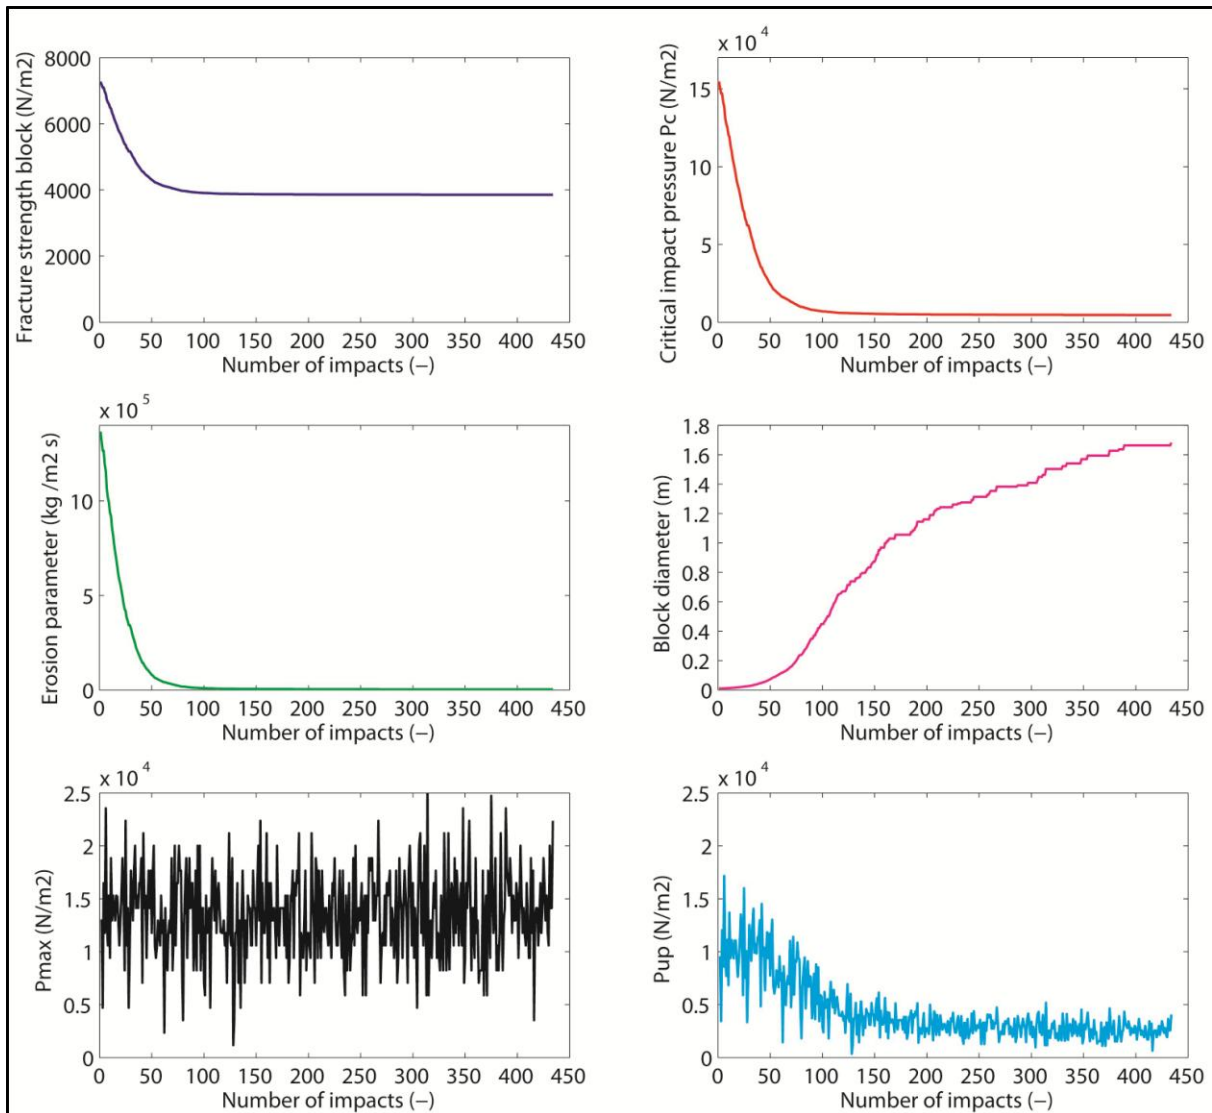 8000
6000
4000
2000
0
Fracture strength block (N/m2)
0 50 100 150 200 250 300 350 400 450
Number of impacts (−)
x 10 4
15
10
5
0
Critical impact pressure Pc (N/m2)
0 50 100 150 200 250 300 350 400 450
Number of impacts (−)
x 10 5
10
5
0
Erosion parameter (kg /m2 s)
0 50 100 150 200 250 300 350 400 450
Number of impacts (−)
1.8
1.6
1.4
1.2
1
0.8
0.6
0.4
0.2
0
Block diameter (m)
0 50 100 150 200 250 300 350 400 450
Number of impacts (−)
x 10 4
2.5
2
1.5
1
0.5
0
Pmax (N/m2)
0 50 100 150 200 250 300 350 400 450
Number of impacts (−)
x 10 4
2.5
2
1.5
1
0.5
0
Pup (N/m2)
0 50 100 150 200 250 300 350 400 450
Number of impacts (−)